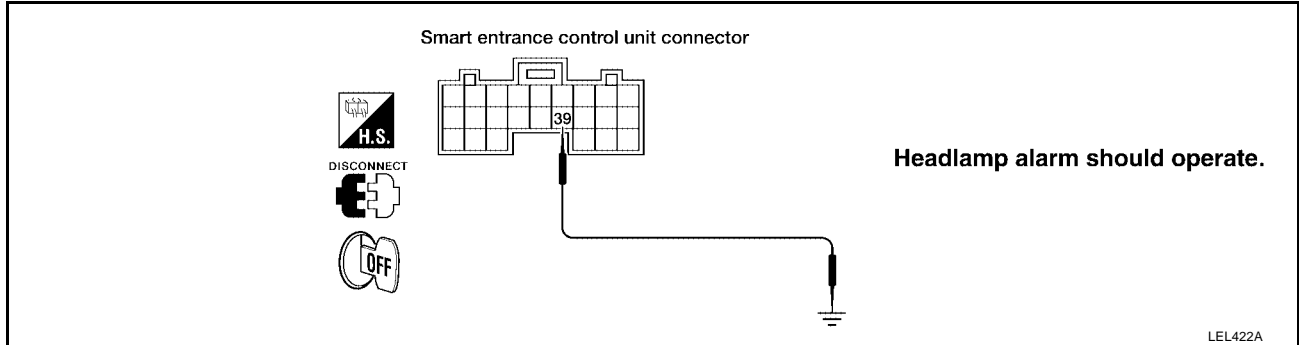 Smart entrance control unit connector
39
H.S.
DISCONNECT
OFF
Headlamp alarm should operate.
LEL422A